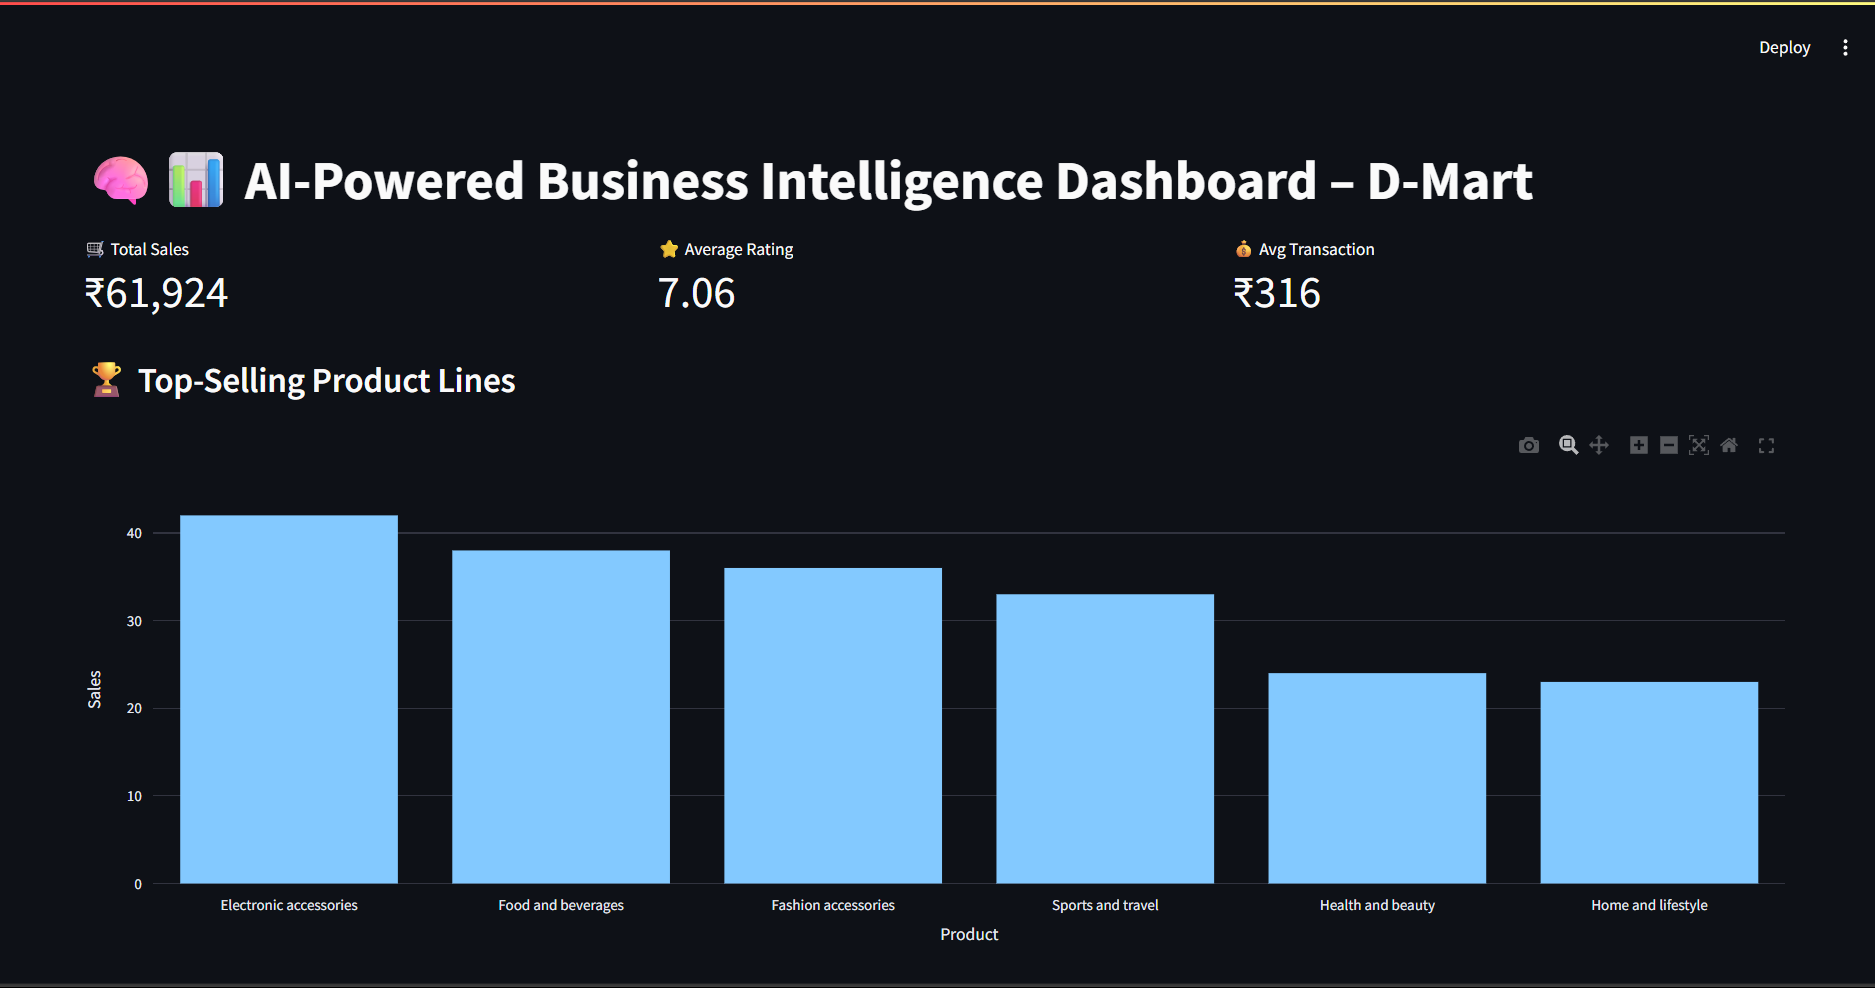 Deploy
🧠 📊 AI-Powered Business Intelligence Dashboard – D-Mart
🛒 Total Sales
₹61,924
⭐ Average Rating
7.06
💰 Avg Transaction
₹316
🏆 Top-Selling Product Lines
40
30
20
10
0
Sales
Electronic accessories
Food and beverages
Fashion accessories
Sports and travel
Health and beauty
Home and lifestyle
Product